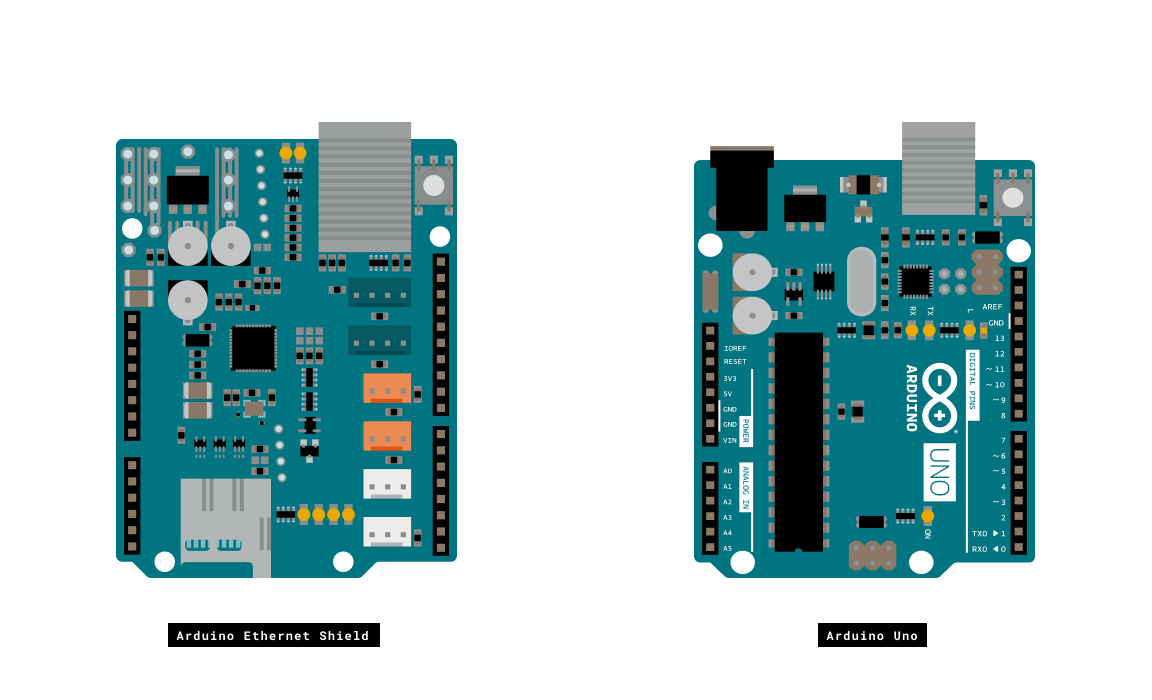 RX
TX
L
AREF
GND
13
12
~ 11
~ 10
~ 9
8
7
~ 6
~ 5
4
~ 3
2
TX0 ▶ 1
RX0 ◀ 0
DIGITAL PINS
IOREF
RESET
3V3
5V
GND
GND
VIN
POWER
A0
A1
A2
A3
A4
A5
ANALOG IN
ARDUINO
UNO
ON
Arduino Ethernet Shield
Arduino Uno